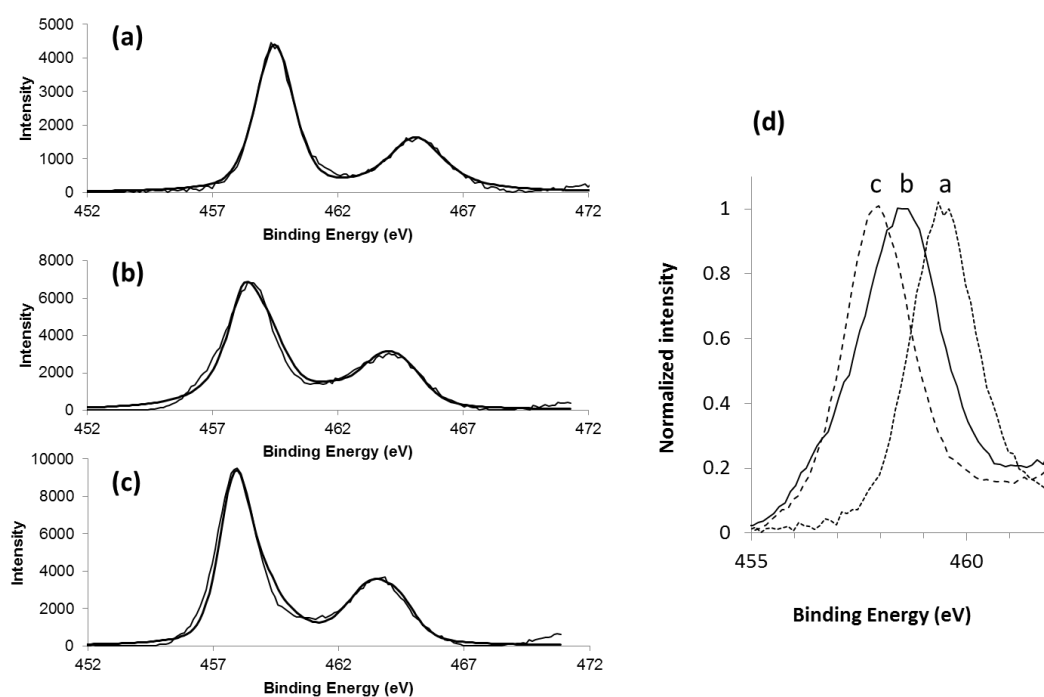 (a)
Intensity
5000
4000
3000
2000
1000
0
452 457 462 467 472
Binding Energy (eV)
(b)
Intensity
8000
6000
4000
2000
0
452 457 462 467 472
Binding Energy (eV)
(c)
Intensity
10000
8000
6000
4000
2000
0
452 457 462 467 472
Binding Energy (eV)
(d)
c b a
Normalized intensity
1
0.8
0.6
0.4
0.2
0
455 460
Binding Energy (eV)